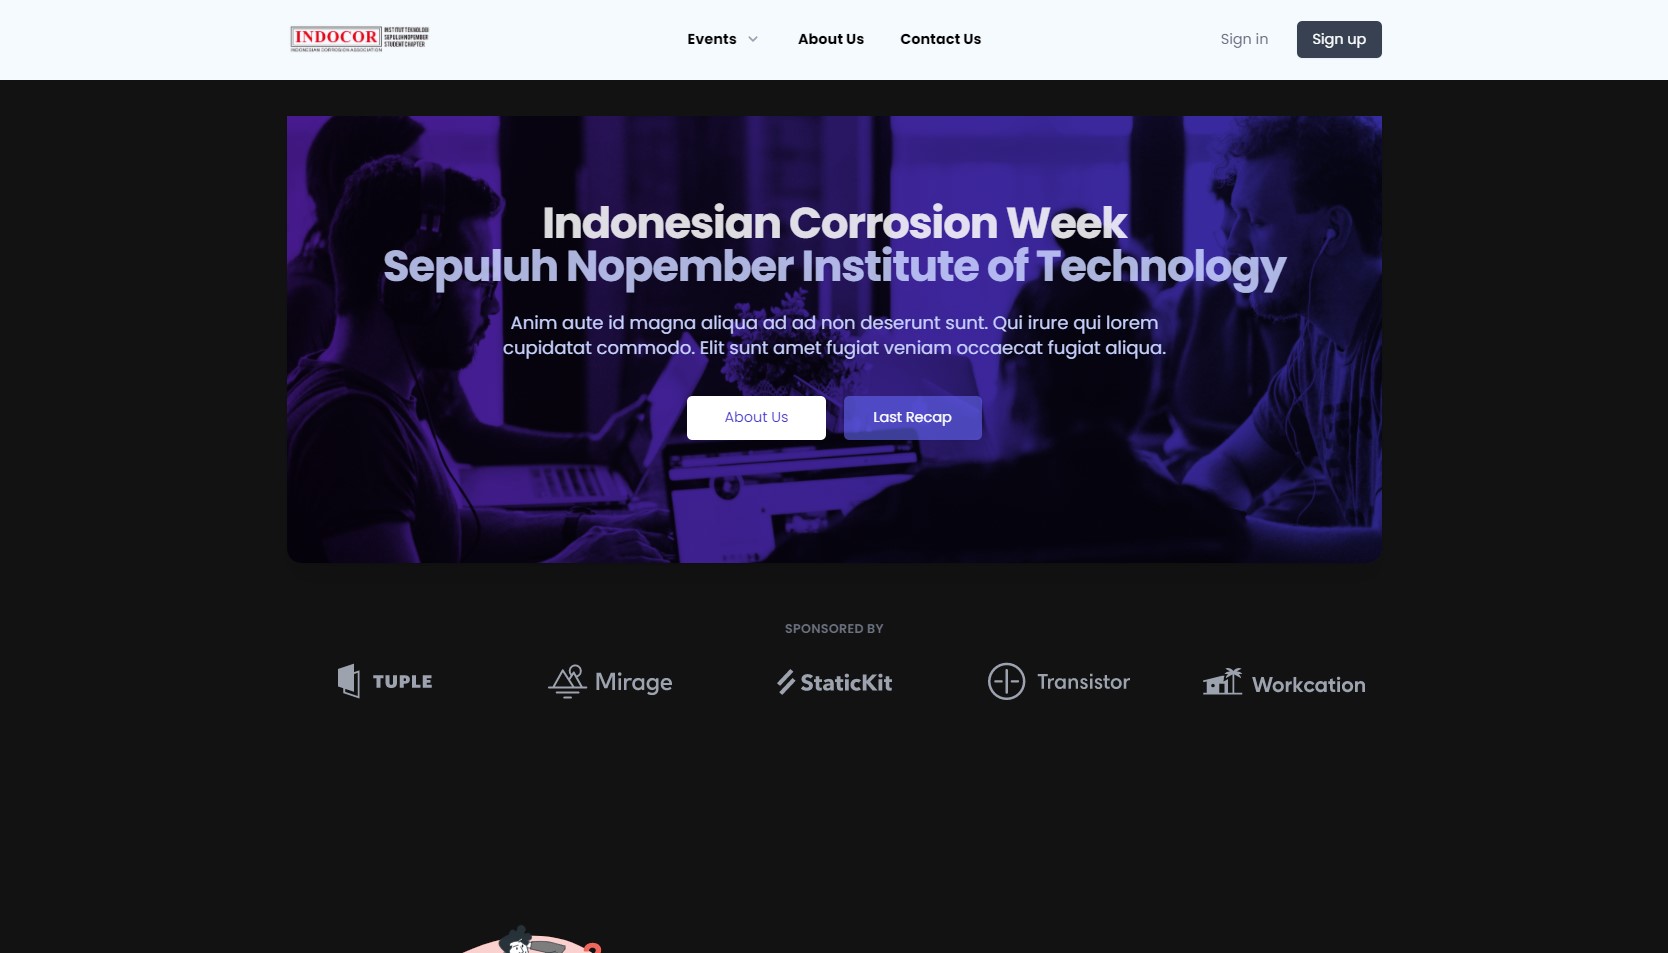 INDOCOR
INDONESIAN CORROSION ASSOCIATION
INSTITUT TEKNOLOGI
SEPULUH NOPEMBER
STUDENT CHAPTER
Events
About Us
Contact Us
Sign in
Sign up
Indonesian Corrosion Week
Sepuluh Nopember Institute of Technology
Anim aute id magna aliqua ad ad non deserunt sunt. Qui irure qui lorem
cupidatat commodo. Elit sunt amet fugiat veniam occaecat fugiat aliqua.
About Us
Last Recap
SPONSORED BY
TUPLE
Mirage
StaticKit
Transistor
Workcation